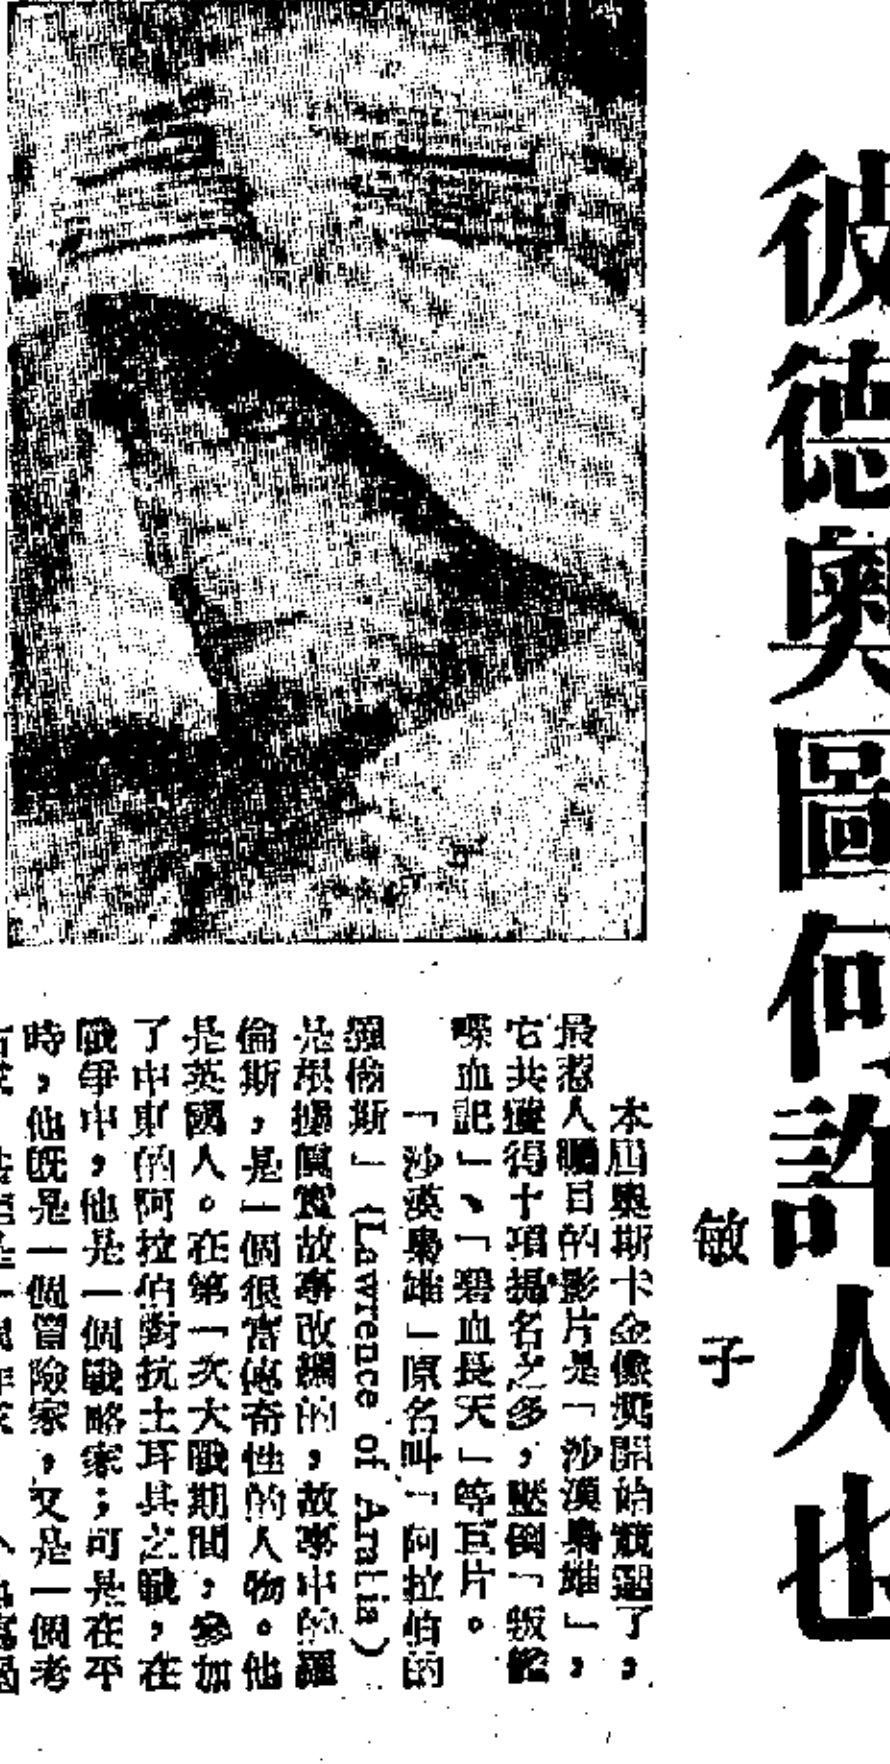 彼德奧圖何許人也
敏子
本屆奧斯卡金像獎開始競選了，
最惹人矚目的影片是「沙漠梟雄」，
它共獲得十項提名之多，壓倒「叛艦
喋血記」、「碧血長天」等巨片。
「沙漠梟雄」原名叫「阿拉伯的
羅倫斯」(Lawrence of Aratia)
是根據眞實故事改編的，故事中的羅
倫斯，是一個很富傳奇性的人物。他
是英國人。在第一次大戰期間，參加
了中東的阿拉伯對抗土耳其之戰，在
戰爭中，他是一個戰略家；可是在平
時，他旣是一個冒險家，又是一個考